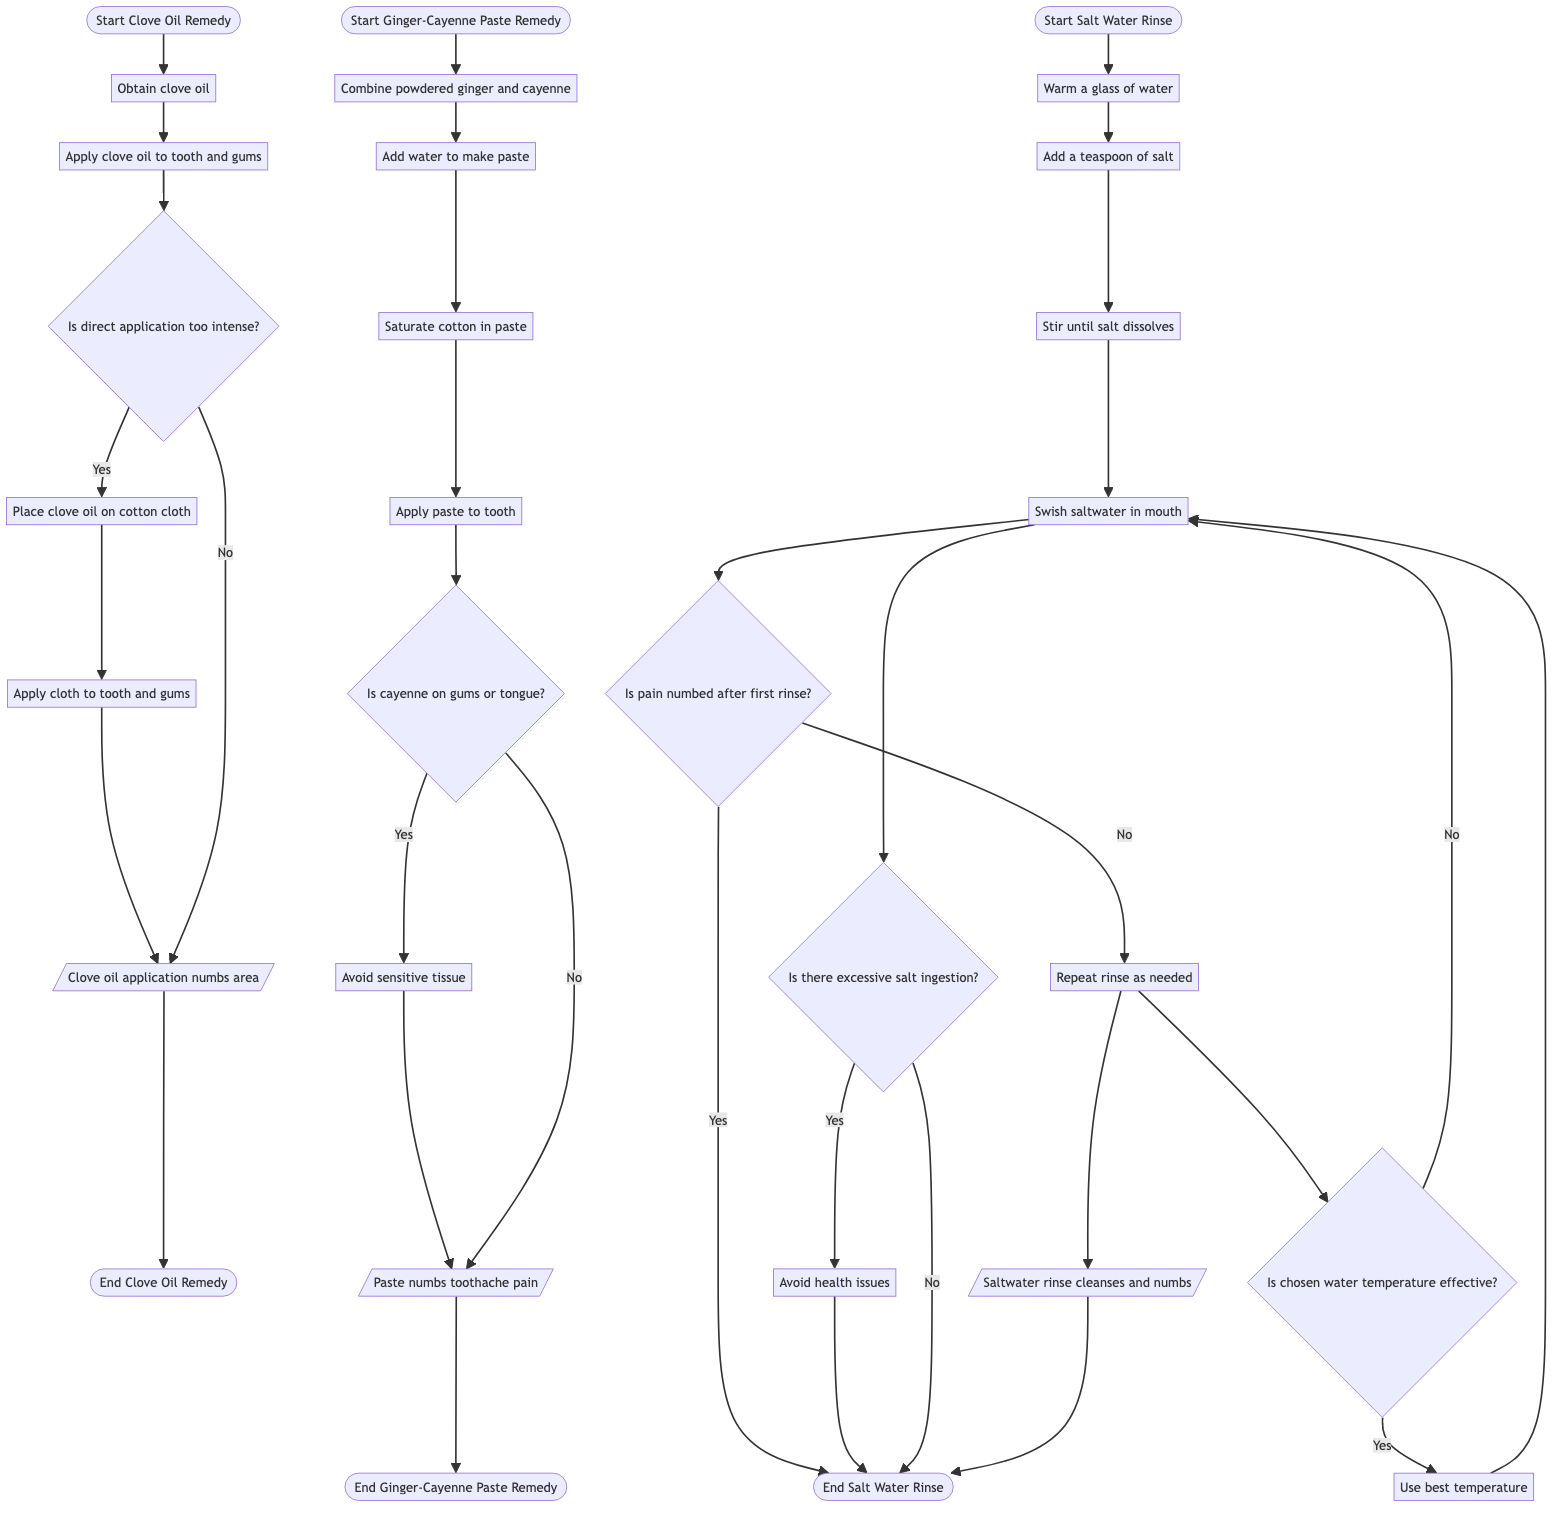 Start Clove Oil Remedy
Obtain clove oil
Apply clove oil to tooth and gums
Is direct application too intense?
Yes
No
Place clove oil on cotton cloth
Apply cloth to tooth and gums
Clove oil application numbs area
End Clove Oil Remedy
Start Ginger-Cayenne Paste Remedy
Combine powdered ginger and cayenne
Add water to make paste
Saturate cotton in paste
Apply paste to tooth
Is cayenne on gums or tongue?
Yes
No
Avoid sensitive tissue
Paste numbs toothache pain
End Ginger-Cayenne Paste Remedy
Start Salt Water Rinse
Warm a glass of water
Add a teaspoon of salt
Stir until salt dissolves
Swish saltwater in mouth
Is pain numbed after first rinse?
No
No
Is there excessive salt ingestion?
Repeat rinse as needed
Yes
Yes
No
Avoid health issues
Saltwater rinse cleanses and numbs
Is chosen water temperature effective?
Yes
End Salt Water Rinse
Use best temperature